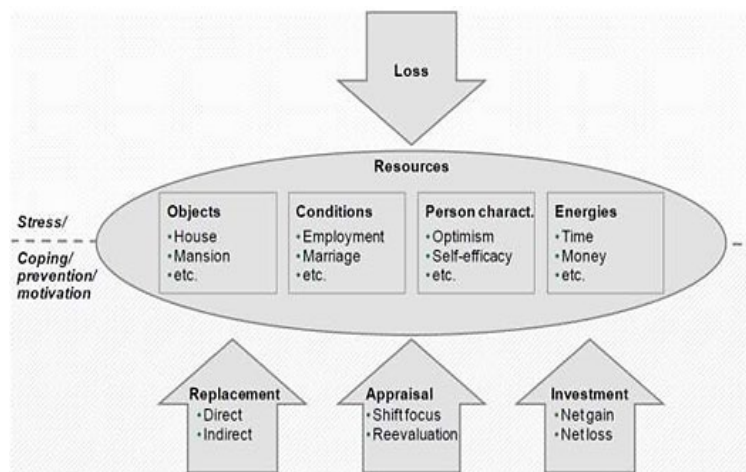 Loss
Resources
Objects
• House
• Mansion
• etc.
Conditions
• Employment
• Marriage
• etc.
Person charact.
• Optimism
• Self-efficacy
• etc.
Energies
• Time
• Money
• etc.
Stress/
Coping/
prevention/
motivation
Replacement
• Direct
• Indirect
Appraisal
• Shift focus
• Reevaluation
Investment
• Net gain
• Net loss